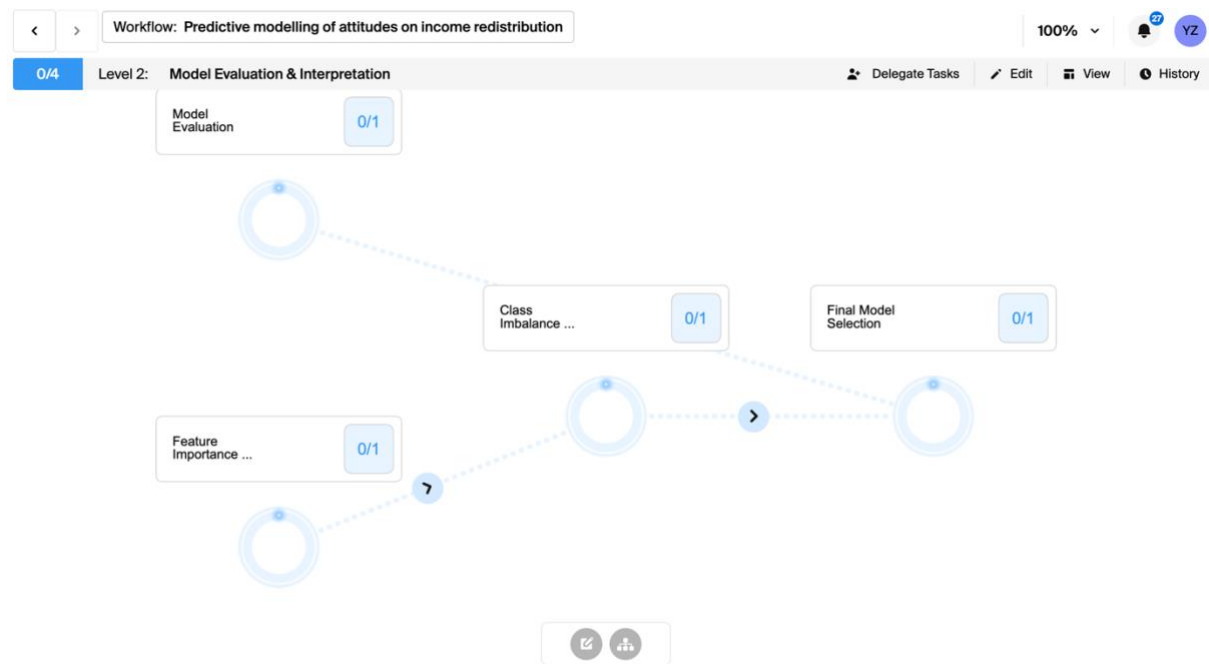 Workflow: Predictive modelling of attitudes on income redistribution
100%
27
YZ
0/4
Level 2: Model Evaluation & Interpretation
Delegate Tasks
Edit
View
History
Model
Evaluation
0/1
Class
Imbalance ...
0/1
Final Model
Selection
0/1
Feature
Importance ...
0/1